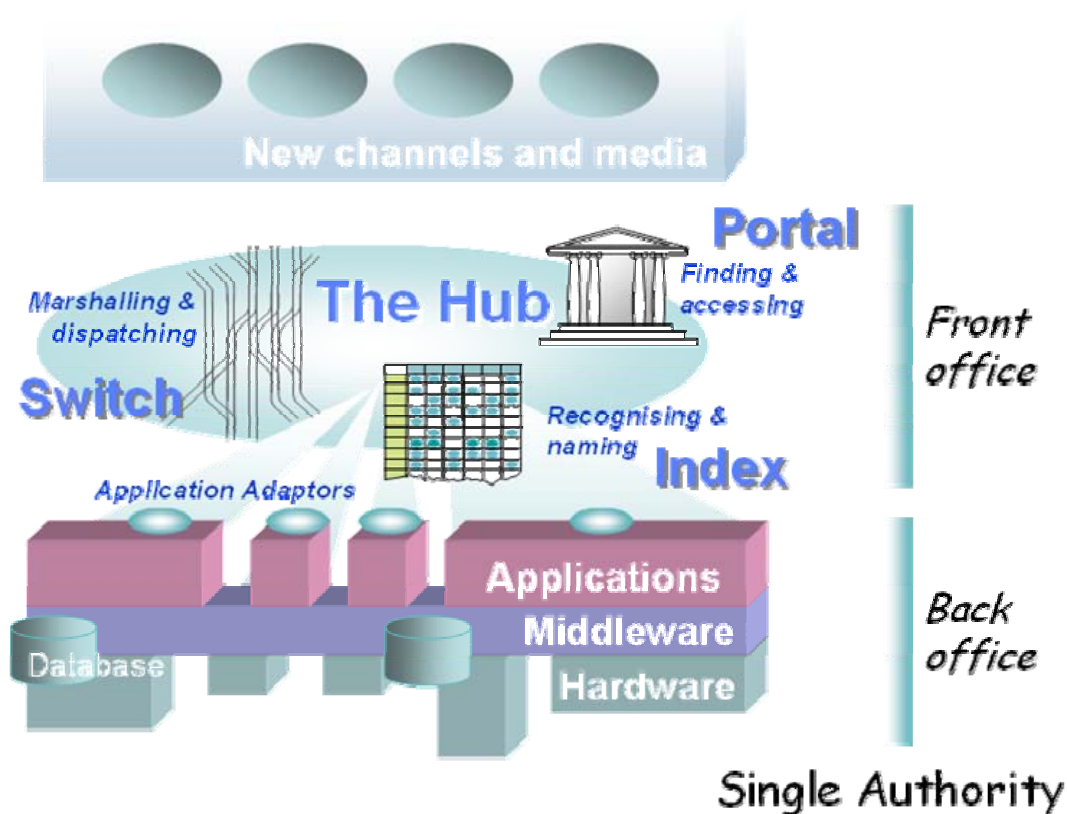 New channels and media
Portal
Finding &
accessing
The Hub
Marshalling &
dispatching
Switch
Recognising &
naming
Index
Application Adaptors
Front
office
Applications
Middleware
Database
Hardware
Back
office
Single Authority